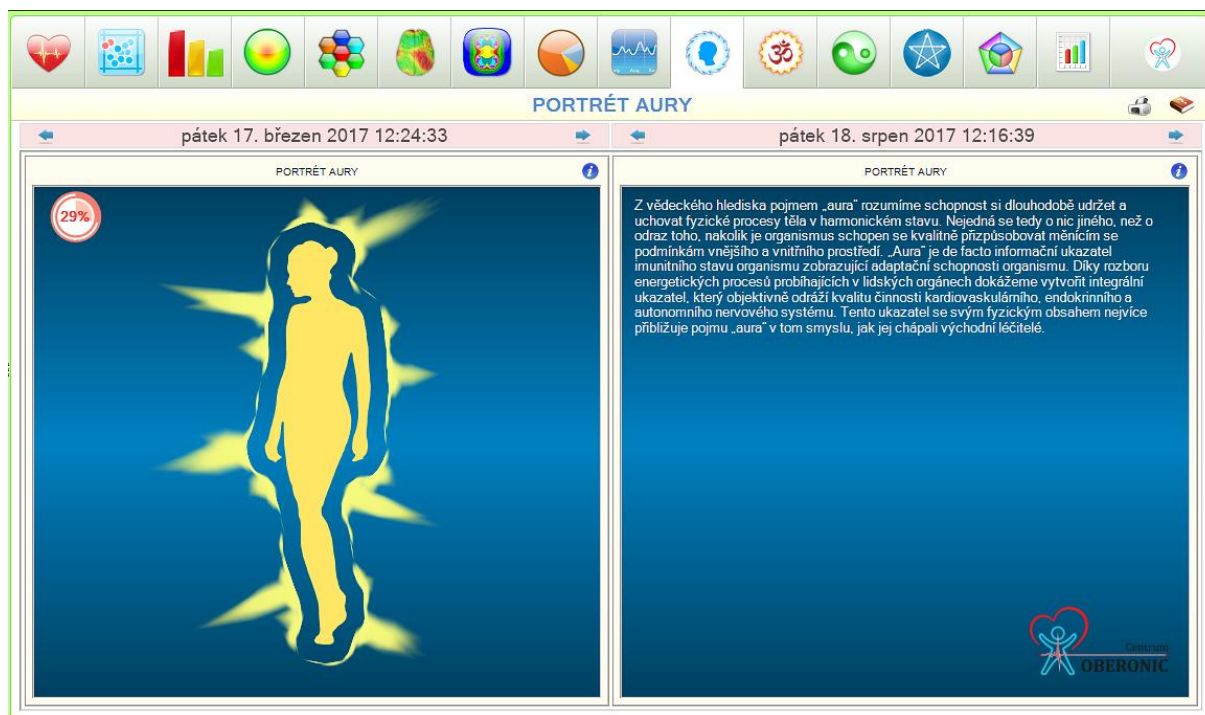 PORTRÉT AURY
pátek 17. březen 2017 12:24:33
pátek 18. srpen 2017 12:16:39
PORTRÉT AURY
29%
PORTRÉT AURY
Z vědeckého hlediska pojmem „aura" rozumíme schopnost si dlouhodobě udržet a
uchovat fyzické procesy těla v harmonickém stavu. Nejedná se tedy o nic jiného, než o
odraz toho, nakolik je organismus schopen se kvalitně přizpůsobovat měnícím se
podmínkám vnějšího a vnitřního prostředí. „Aura" je de facto informační ukazatel
imunitního stavu organismu zobrazující adaptační schopnosti organismu. Díky rozboru
energetických procesů probíhajících v lidských orgánech dokážeme vytvořit integrální
ukazatel, který objektivně odráží kvalitu činnosti kardiovaskulárního, endokrinního a
autonomního nervového systému. Tento ukazatel se svým fyzickým obsahem nejvíce
přibližuje pojmu „aura" v tom smyslu, jak jej chápali východní léčitelé.
Centrum
OBERONIC